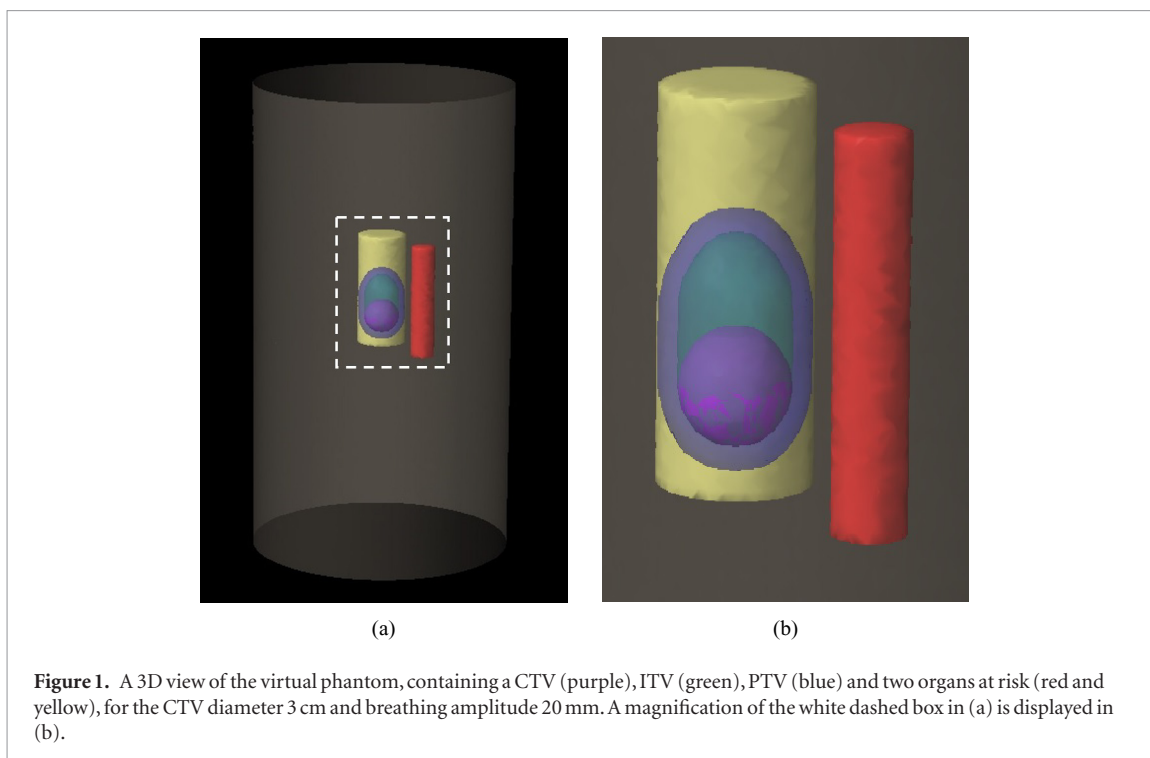 (a)
(b)
Figure 1. A 3D view of the virtual phantom, containing a CTV (purple), ITV (green), PTV (blue) and two organs at risk (red and
yellow), for the CTV diameter 3 cm and breathing amplitude 20 mm. A magnification of the white dashed box in (a) is displayed in
(b).